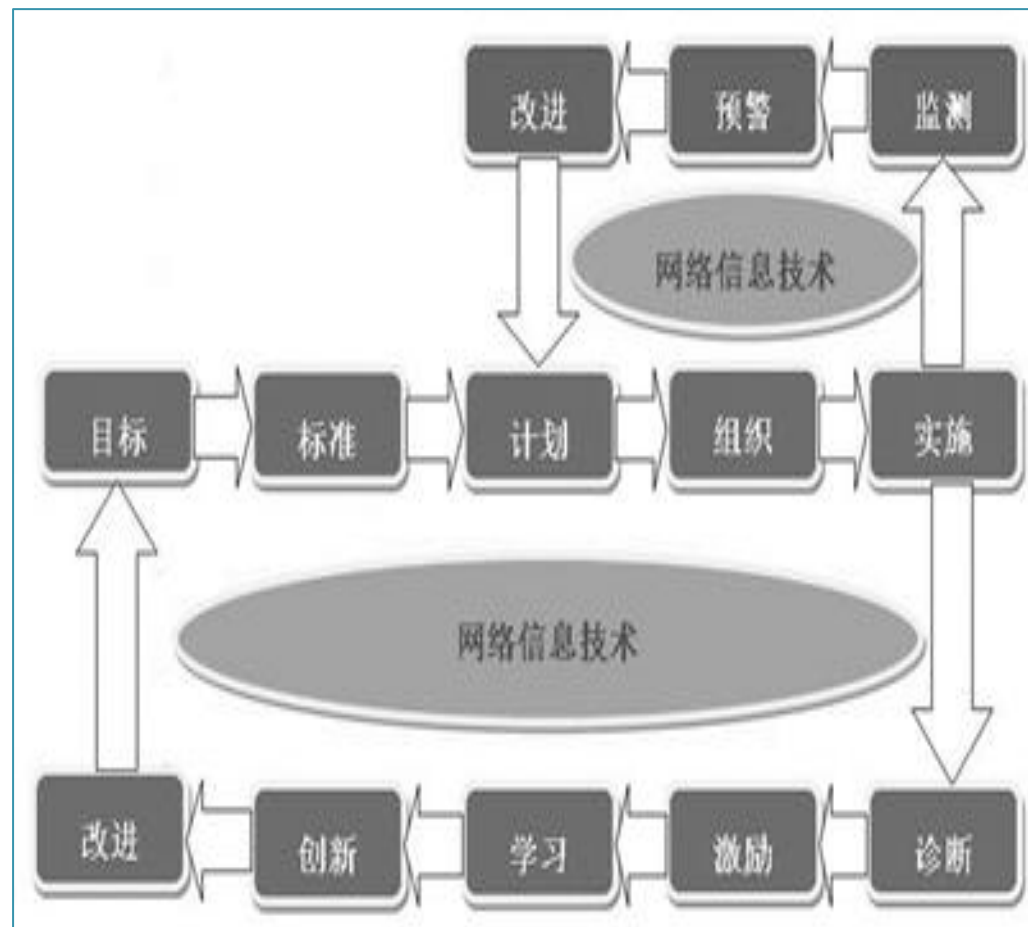 改进 预警 监测
网络信息技术
目标 标准 计划 组织 实施
网络信息技术
改进 创新 学习 激励 诊断